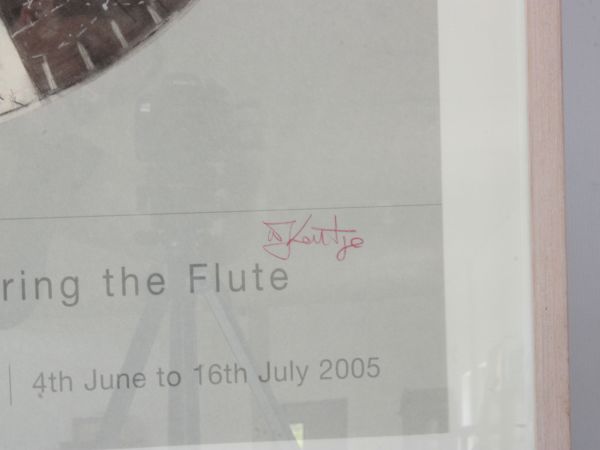 ring the Flute
4th June to 16th July 2005